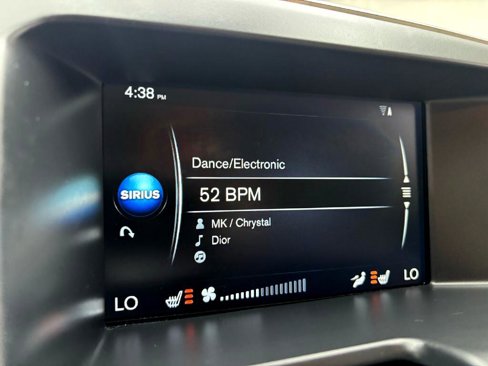 4:38 PM
A
Dance/Electronic
SIRIUS
52 BPM
MK / Chrystal
Dior
LO
LO